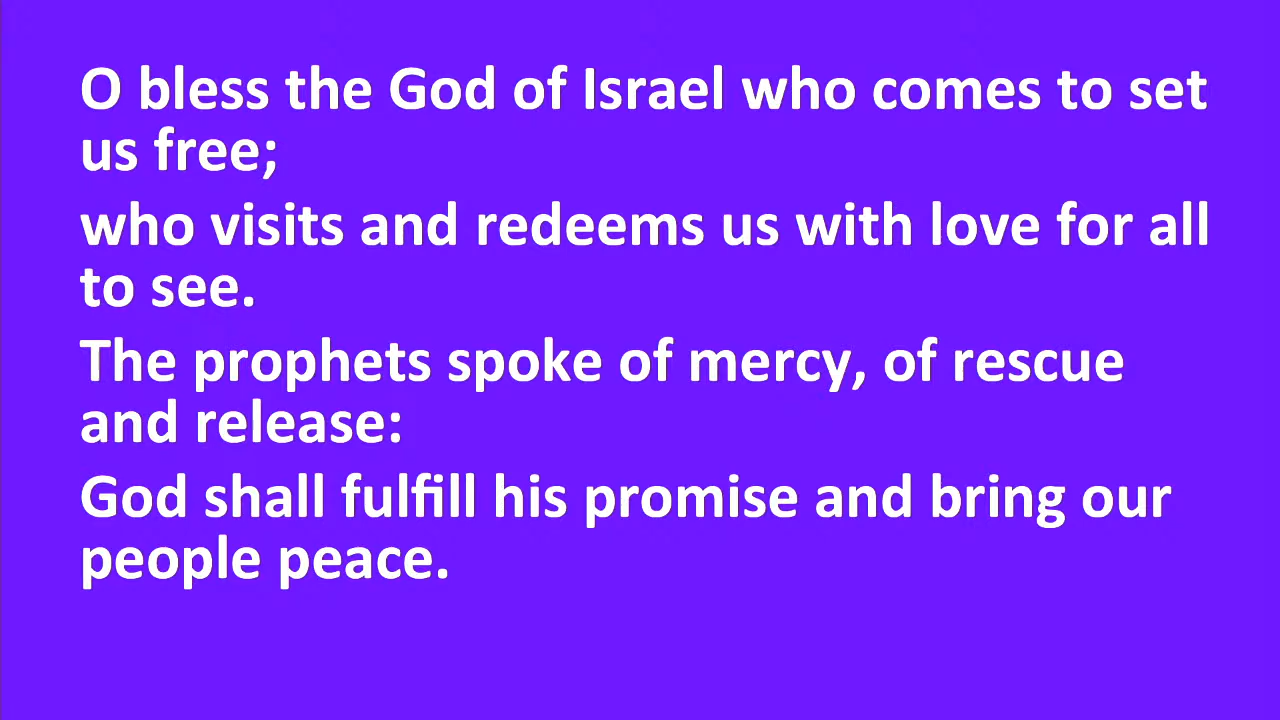 O bless the God of Israel who comes to set
us free;
who visits and redeems us with love for all
to see.
The prophets spoke of mercy, of rescue
and release:
God shall fulfill his promise and bring our
people peace.